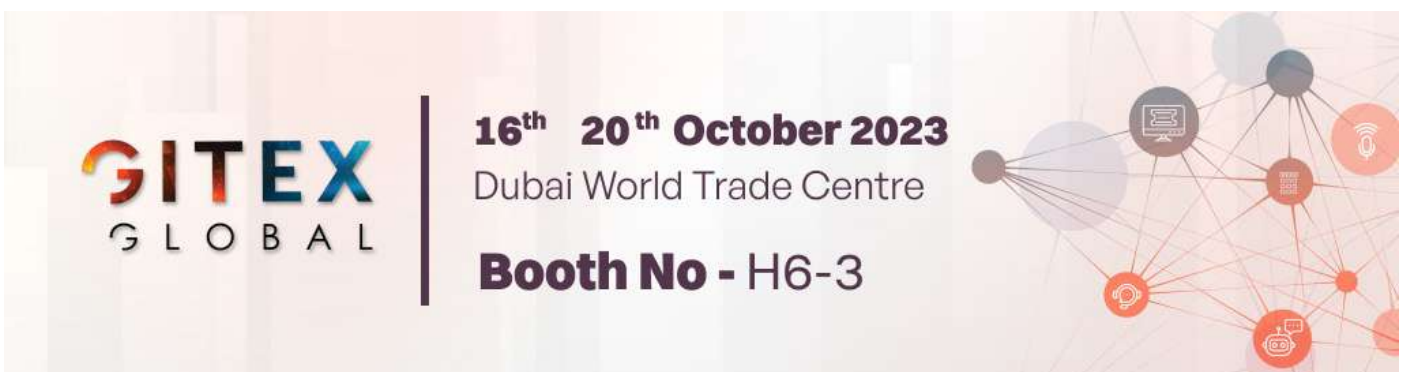 GITEX
GLOBAL
16th 20th October 2023
Dubai World Trade Centre
Booth No - H6-3